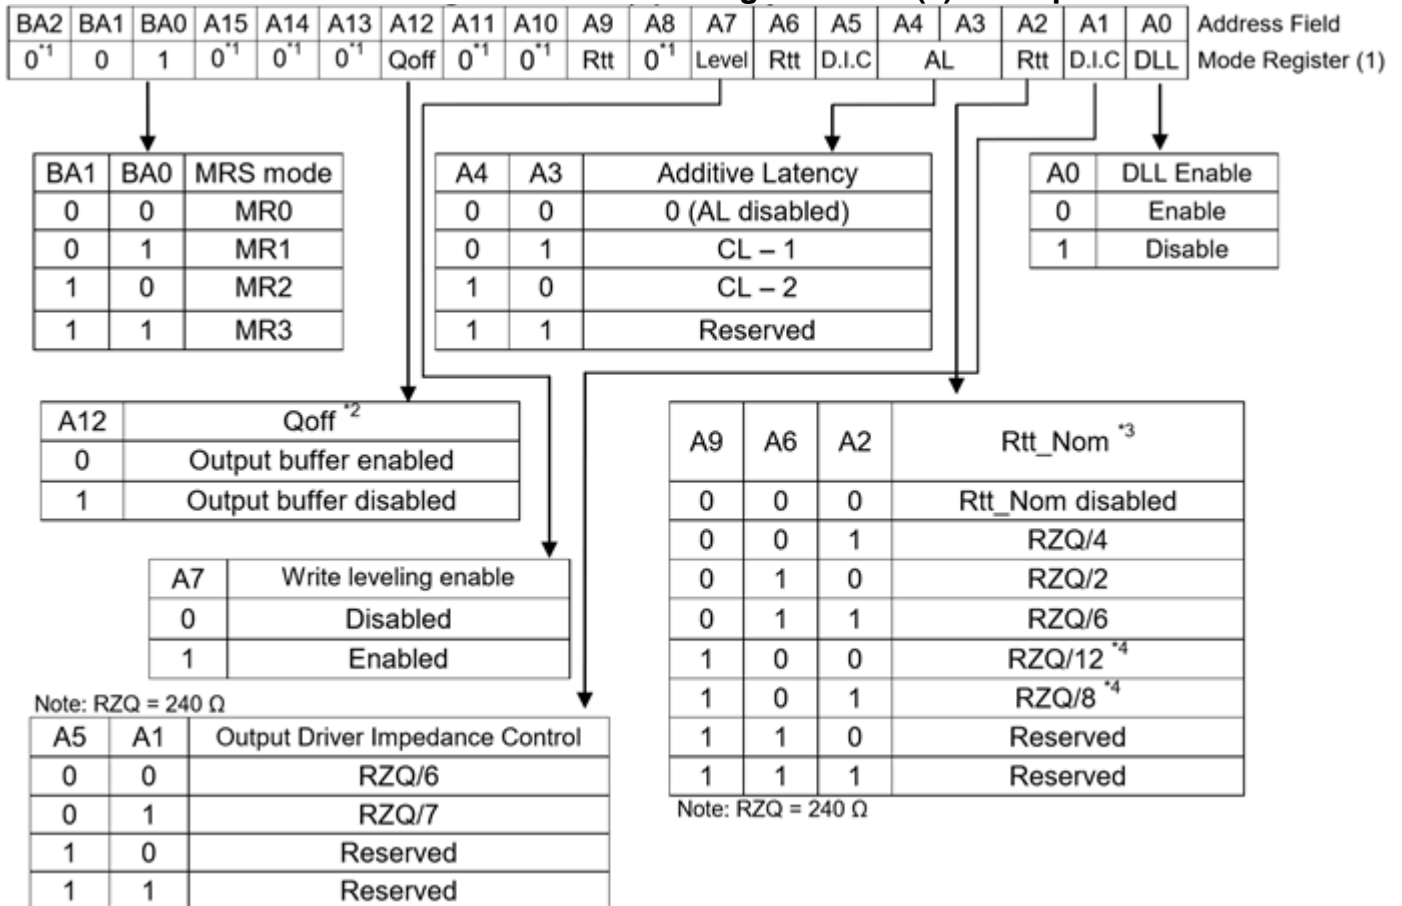 BA2 BA1 BA0 A15 A14 A13 A12 A11 A10 A9 A8 A7 A6 A5 A4 A3 A2 A1 A0 Address Field
0*1 0 1 0*1 0*1 0*1 Qoff 0*1 0*1 Rtt 0*1 Level Rtt D.I.C AL Rtt D.I.C DLL Mode Register (1)
BA1 BA0 MRS mode
0 0 MR0
0 1 MR1
1 0 MR2
1 1 MR3
A4 A3 Additive Latency
0 0 0 (AL disabled)
0 1 CL – 1
1 0 CL – 2
1 1 Reserved
A0 DLL Enable
0 Enable
1 Disable
A12 Qoff *2
0 Output buffer enabled
1 Output buffer disabled
A9 A6 A2 Rtt_Nom *3
0 0 0 Rtt_Nom disabled
0 0 1 RZQ/4
0 1 0 RZQ/2
0 1 1 RZQ/6
1 0 0 RZQ/12 *4
1 0 1 RZQ/8 *4
1 1 0 Reserved
1 1 1 Reserved
Note: RZQ = 240 Ω
A7 Write leveling enable
0 Disabled
1 Enabled
Note: RZQ = 240 Ω
A5 A1 Output Driver Impedance Control
0 0 RZQ/6
0 1 RZQ/7
1 0 Reserved
1 1 Reserved